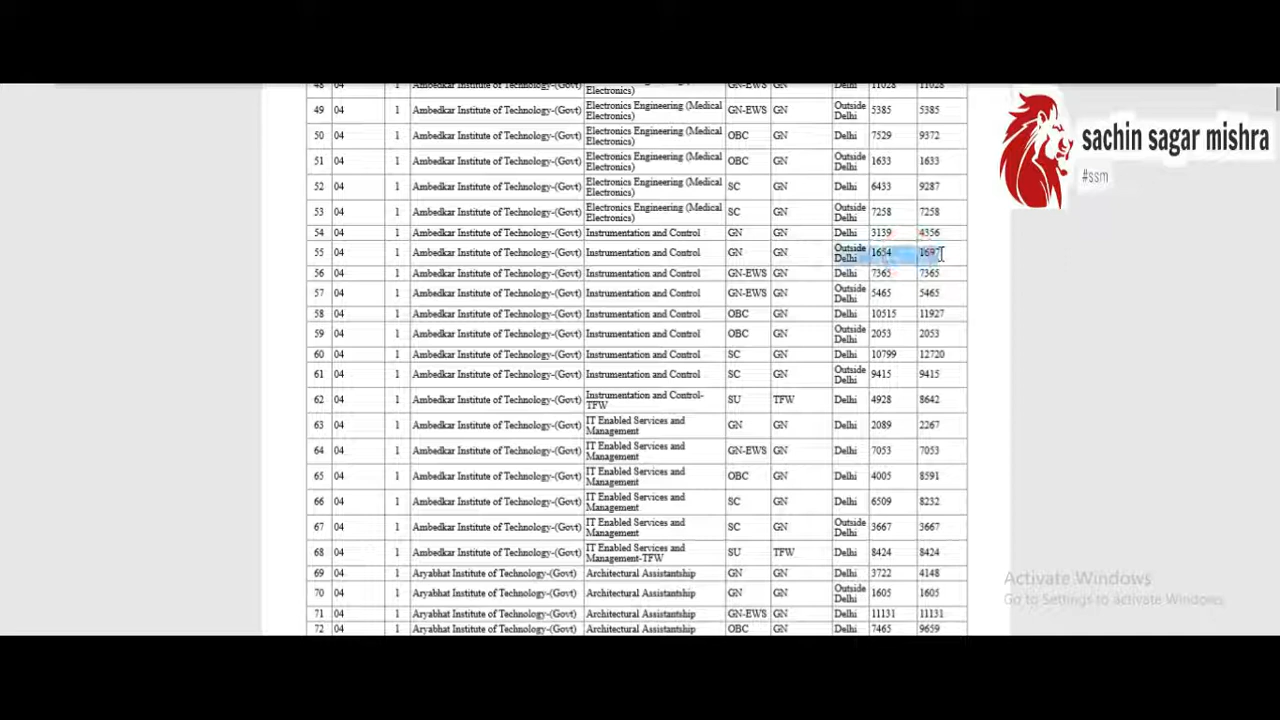 48 04 1 Ambedkar Institute of Technology-(Govt) Electronics) GN-EWS GN Delhi 11028 11028
sachin sagar mishra
#ssm
49 04 1 Ambedkar Institute of Technology-(Govt) Electronics Engineering (Medical Electronics) GN-EWS GN Outside Delhi 5385 5385
50 04 1 Ambedkar Institute of Technology-(Govt) Electronics Engineering (Medical Electronics) OBC GN Delhi 7529 9372
51 04 1 Ambedkar Institute of Technology-(Govt) Electronics Engineering (Medical Electronics) OBC GN Outside Delhi 1633 1633
52 04 1 Ambedkar Institute of Technology-(Govt) Electronics Engineering (Medical Electronics) SC GN Delhi 6433 9287
53 04 1 Ambedkar Institute of Technology-(Govt) Electronics Engineering (Medical Electronics) SC GN Outside Delhi 7258 7258
54 04 1 Ambedkar Institute of Technology-(Govt) Instrumentation and Control GN GN Delhi 3139 4356
55 04 1 Ambedkar Institute of Technology-(Govt) Instrumentation and Control GN GN Outside Delhi 1654 1697
56 04 1 Ambedkar Institute of Technology-(Govt) Instrumentation and Control GN-EWS GN Delhi 7365 7365
57 04 1 Ambedkar Institute of Technology-(Govt) Instrumentation and Control GN-EWS GN Outside Delhi 5465 5465
58 04 1 Ambedkar Institute of Technology-(Govt) Instrumentation and Control OBC GN Delhi 10515 11927
59 04 1 Ambedkar Institute of Technology-(Govt) Instrumentation and Control OBC GN Outside Delhi 2053 2053
60 04 1 Ambedkar Institute of Technology-(Govt) Instrumentation and Control SC GN Delhi 10799 12720
61 04 1 Ambedkar Institute of Technology-(Govt) Instrumentation and Control SC GN Outside Delhi 9415 9415
62 04 1 Ambedkar Institute of Technology-(Govt) Instrumentation and Control-TFW SU TFW Delhi 4928 8642
63 04 1 Ambedkar Institute of Technology-(Govt) IT Enabled Services and Management GN GN Delhi 2089 2267
64 04 1 Ambedkar Institute of Technology-(Govt) IT Enabled Services and Management GN-EWS GN Delhi 7053 7053
65 04 1 Ambedkar Institute of Technology-(Govt) IT Enabled Services and Management OBC GN Delhi 4005 8591
66 04 1 Ambedkar Institute of Technology-(Govt) IT Enabled Services and Management SC GN Delhi 6509 8232
67 04 1 Ambedkar Institute of Technology-(Govt) IT Enabled Services and Management SC GN Outside Delhi 3667 3667
68 04 1 Ambedkar Institute of Technology-(Govt) IT Enabled Services and Management-TFW SU TFW Delhi 8424 8424
69 04 1 Aryabhat Institute of Technology-(Govt) Architectural Assistantship GN GN Delhi 3722 4148
70 04 1 Aryabhat Institute of Technology-(Govt) Architectural Assistantship GN GN Outside Delhi 1605 1605
71 04 1 Aryabhat Institute of Technology-(Govt) Architectural Assistantship GN-EWS GN Delhi 11131 11131
72 04 1 Aryabhat Institute of Technology-(Govt) Architectural Assistantship OBC GN Delhi 7465 9659
Activate Windows
Go to Settings to activate Windows.